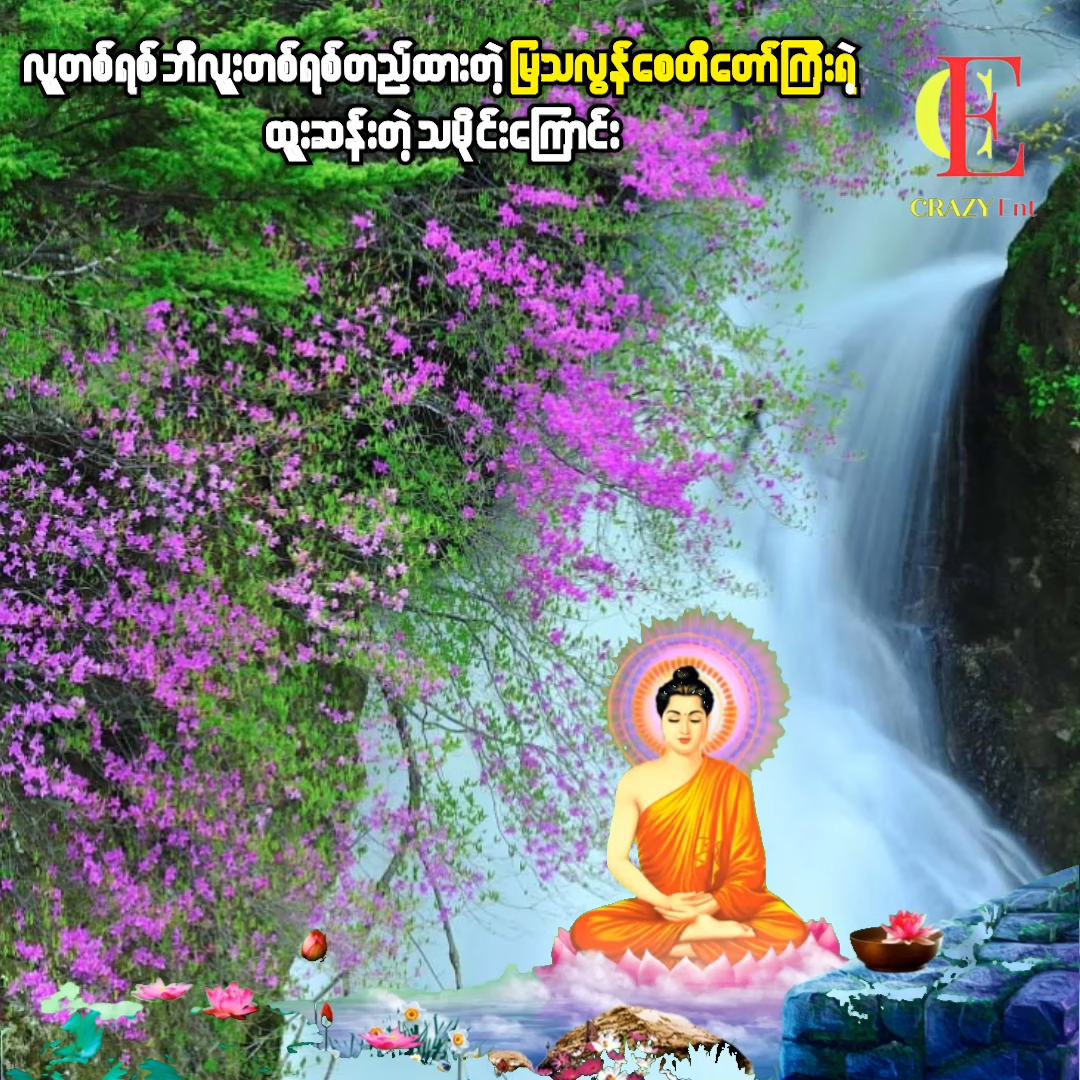 လူတစ်ရစ် ဘီလူးတစ်ရစ်တည်ထားတဲ့ မြသလွန်စေတီတော်ကြီးရဲ့
ထူးဆန်းတဲ့ သမိုင်းကြောင်း
CE
CRAZY Ent